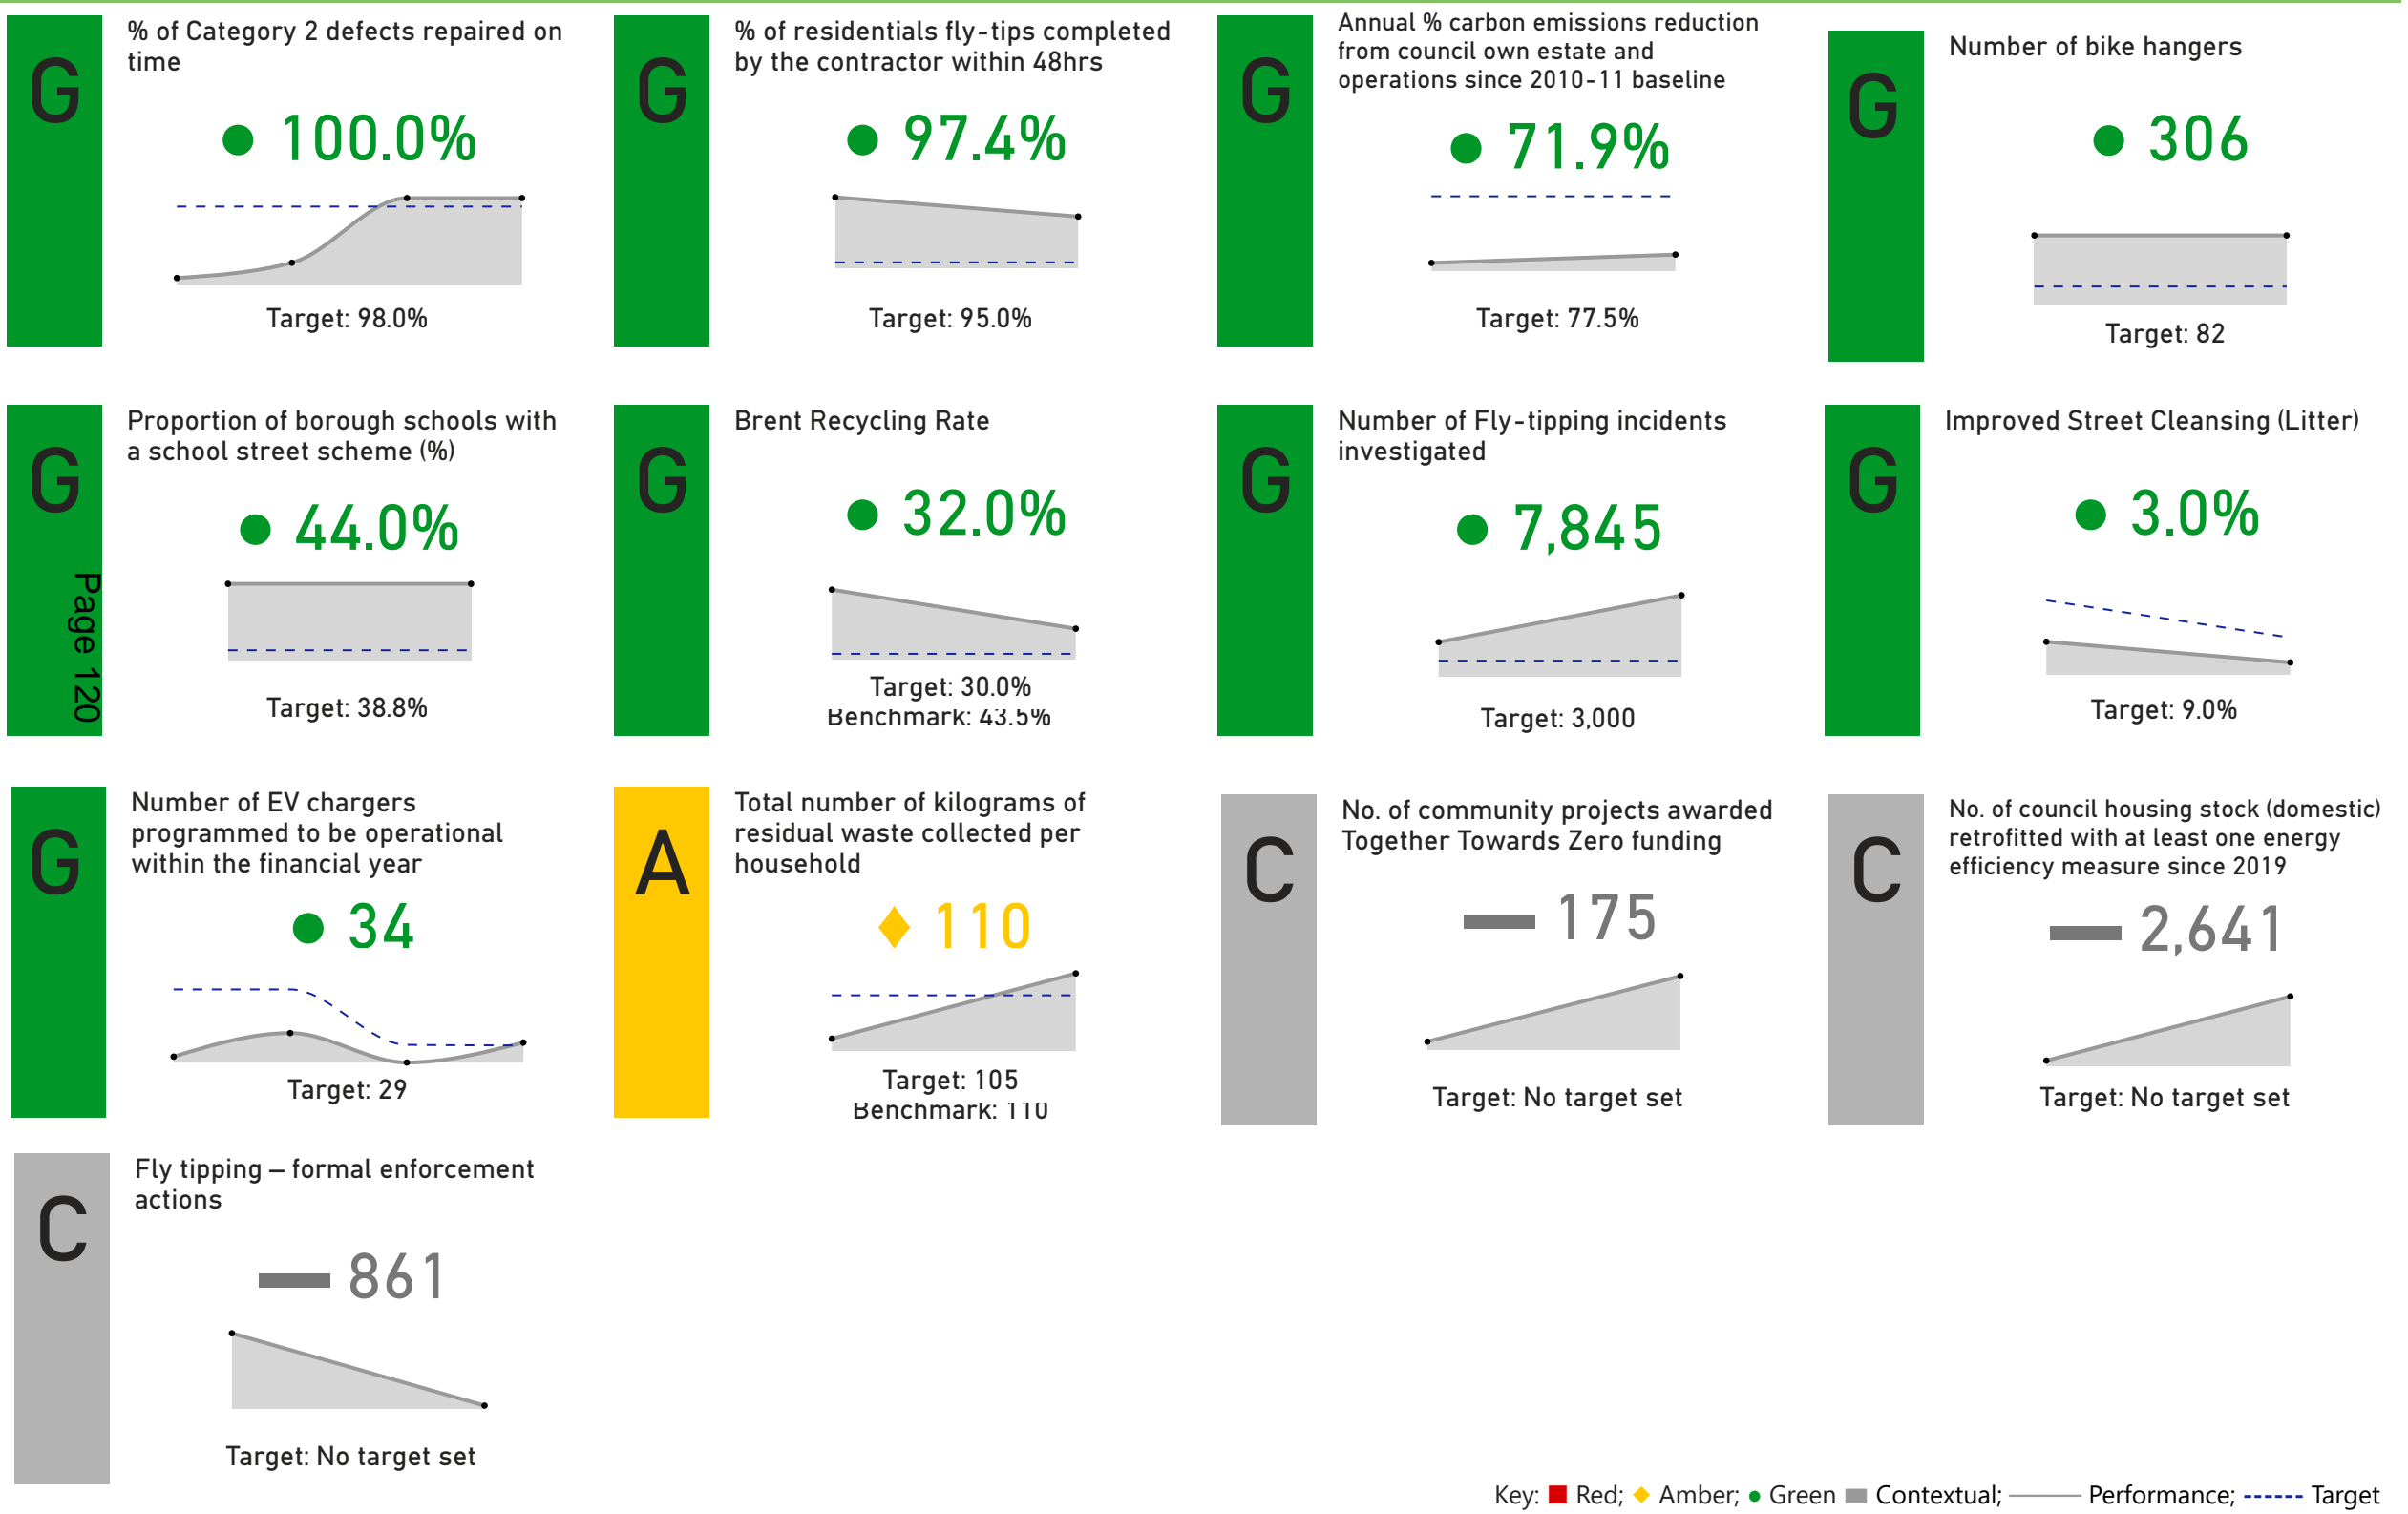 G
% of Category 2 defects repaired on
time
100.0%
Target: 98.0%
G
% of residentials fly-tips completed
by the contractor within 48hrs
97.4%
Target: 95.0%
G
Annual % carbon emissions reduction
from council own estate and
operations since 2010-11 baseline
71.9%
Target: 77.5%
G
Number of bike hangers
306
Target: 82
G
Page 120
Proportion of borough schools with
a school street scheme (%)
44.0%
Target: 38.8%
G
Brent Recycling Rate
32.0%
Target: 30.0%
Benchmark: 43.5%
G
Number of Fly-tipping incidents
investigated
7,845
Target: 3,000
G
Improved Street Cleansing (Litter)
3.0%
Target: 9.0%
G
Number of EV chargers
programmed to be operational
within the financial year
34
Target: 29
A
Total number of kilograms of
residual waste collected per
household
110
Target: 105
Benchmark: 110
C
No. of community projects awarded
Together Towards Zero funding
175
Target: No target set
C
No. of council housing stock (domestic)
retrofitted with at least one energy
efficiency measure since 2019
2,641
Target: No target set
C
Fly tipping – formal enforcement
actions
861
Target: No target set
Key: Red; Amber; Green Contextual; Performance; Target